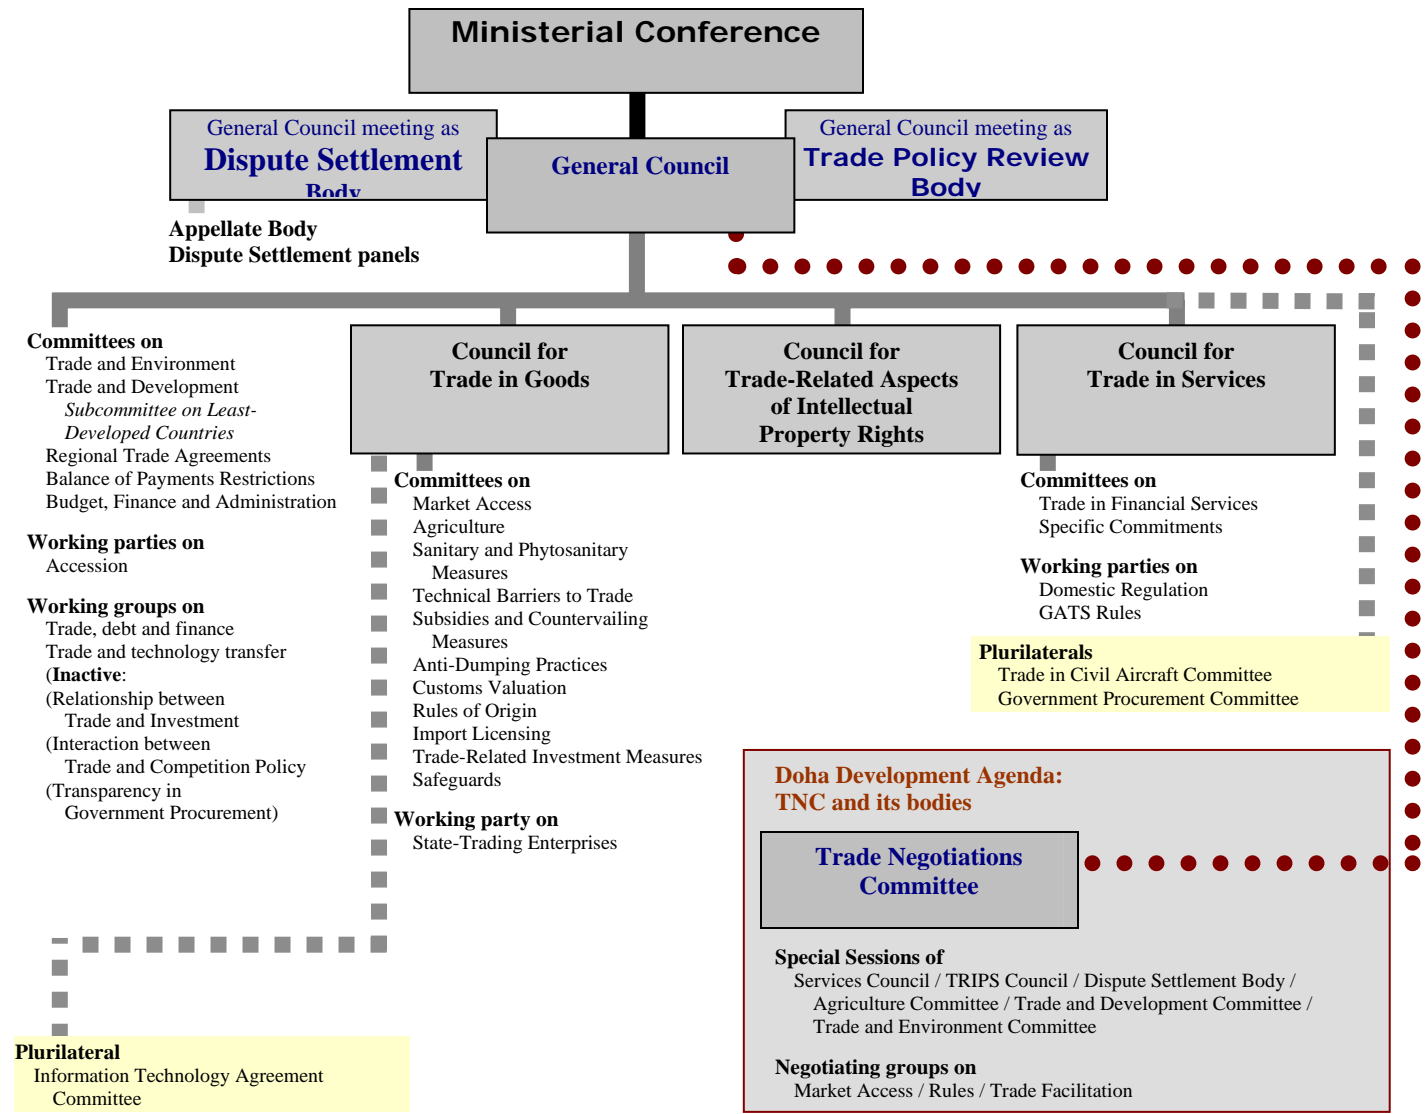 Ministerial Conference
General Council meeting as
Dispute Settlement
Body
General Council
General Council meeting as
Trade Policy Review
Body
Appellate Body
Dispute Settlement panels
Committees on
Trade and Environment
Trade and Development
Subcommittee on Least-
Developed Countries
Regional Trade Agreements
Balance of Payments Restrictions
Budget, Finance and Administration
Working parties on
Accession
Working groups on
Trade, debt and finance
Trade and technology transfer
(Inactive:
(Relationship between
Trade and Investment
(Interaction between
Trade and Competition Policy
(Transparency in
Government Procurement)
Council for
Trade in Goods
Committees on
Market Access
Agriculture
Sanitary and Phytosanitary
Measures
Technical Barriers to Trade
Subsidies and Countervailing
Measures
Anti-Dumping Practices
Customs Valuation
Rules of Origin
Import Licensing
Trade-Related Investment Measures
Safeguards
Working party on
State-Trading Enterprises
Council for
Trade-Related Aspects
of Intellectual
Property Rights
Council for
Trade in Services
Committees on
Trade in Financial Services
Specific Commitments
Working parties on
Domestic Regulation
GATS Rules
Plurilaterals
Trade in Civil Aircraft Committee
Government Procurement Committee
Doha Development Agenda:
TNC and its bodies
Trade Negotiations
Committee
Special Sessions of
Services Council / TRIPS Council / Dispute Settlement Body /
Agriculture Committee / Trade and Development Committee /
Trade and Environment Committee
Negotiating groups on
Market Access / Rules / Trade Facilitation
Plurilateral
Information Technology Agreement
Committee